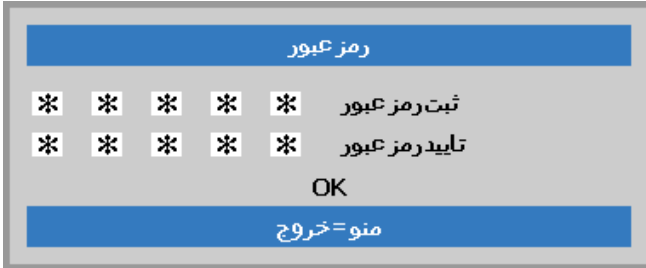 رمز عبور
ثبت رمز عبور * * * * *
تایید رمز عبور * * * * *
OK
منو=خروج